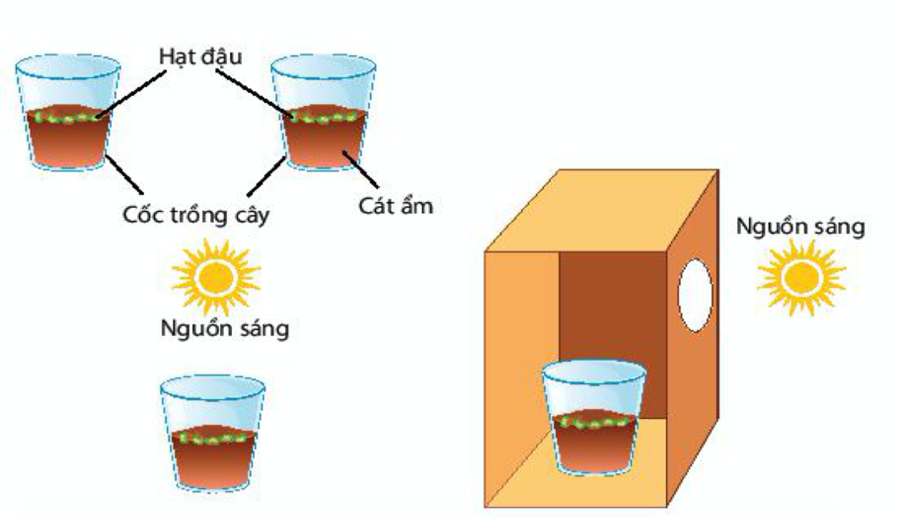 Hạt đậu
Cốc trồng cây
Cát ẩm
Nguồn sáng
Nguồn sáng